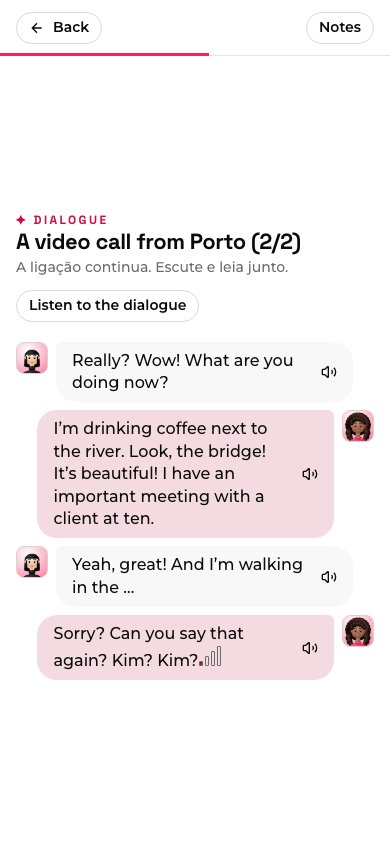 Back
Notes
DIALOGUE
A video call from Porto (2/2)
A ligação continua. Escute e leia junto.
Listen to the dialogue
Really? Wow! What are you
doing now?
I'm drinking coffee next to
the river. Look, the bridge!
It's beautiful! I have an
important meeting with a
client at ten.
Yeah, great! And I'm walking
in the ...
Sorry? Can you say that
again? Kim? Kim?